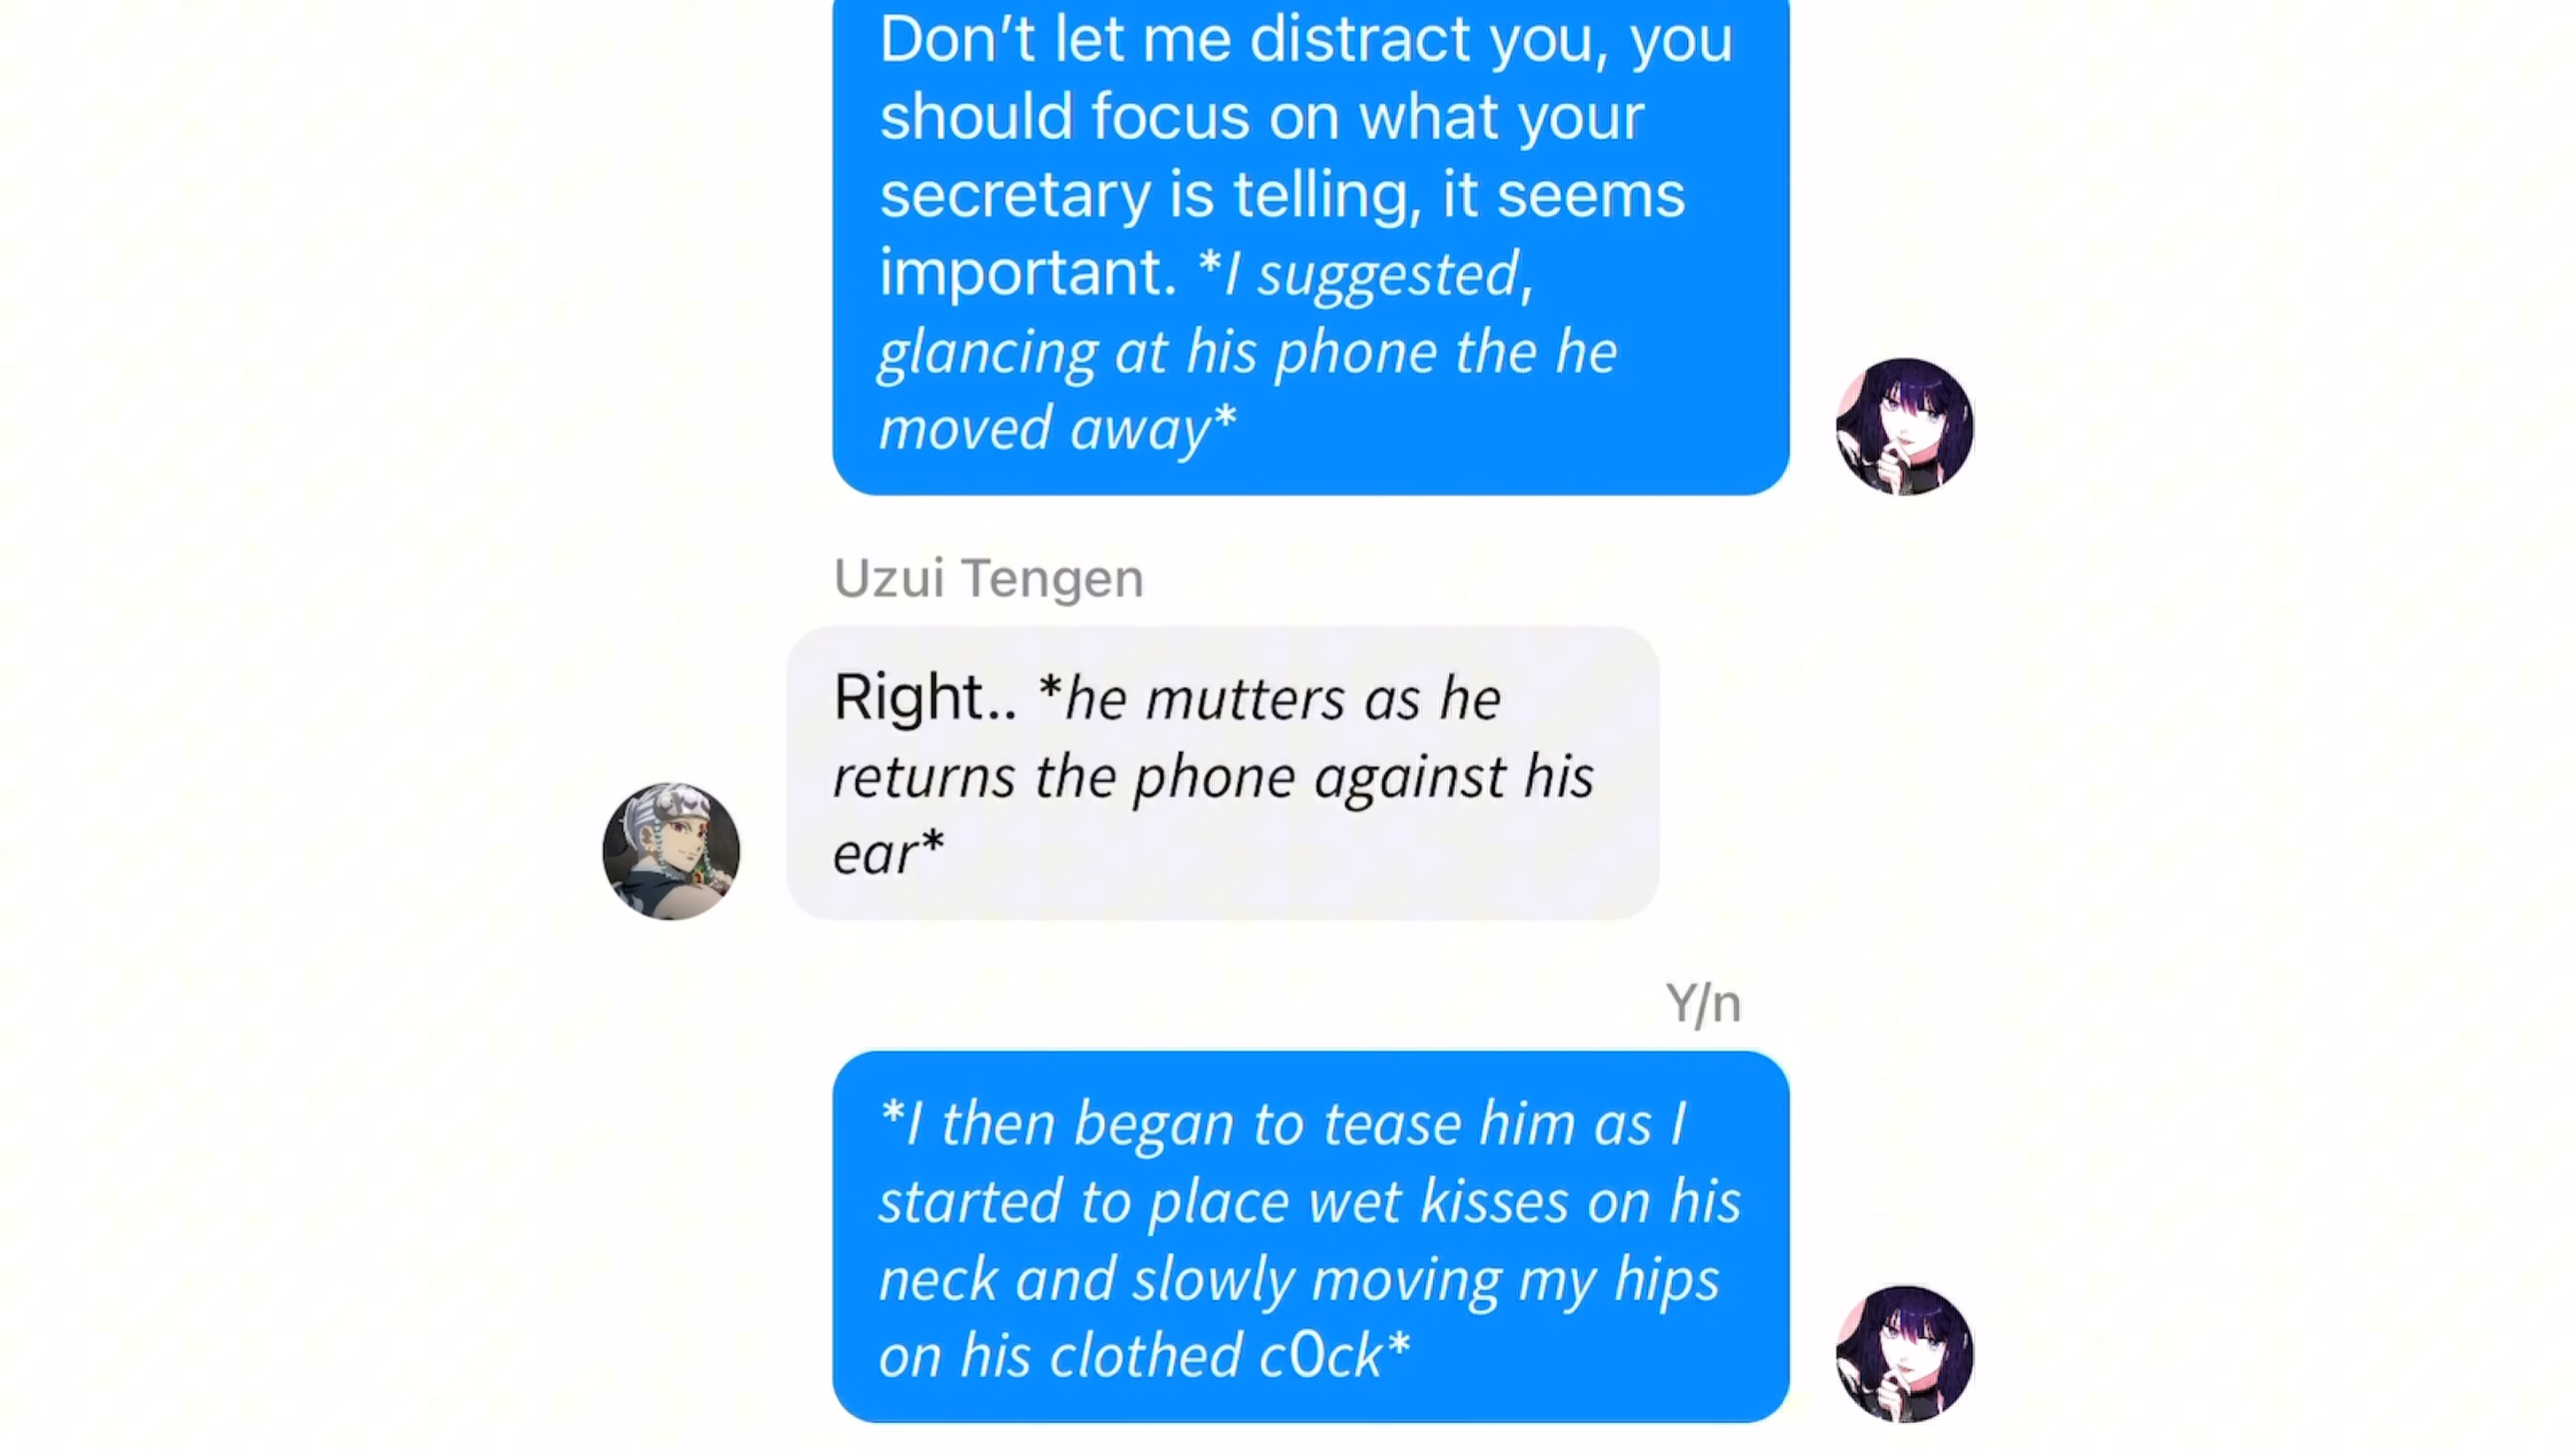 Don't let me distract you, you
should focus on what your
secretary is telling, it seems
important. *I suggested,
glancing at his phone the he
moved away*
Uzui Tengen
Right.. *he mutters as he
returns the phone against his
ear*
Y/n
*I then began to tease him as I
started to place wet kisses on his
neck and slowly moving my hips
on his clothed c0ck*